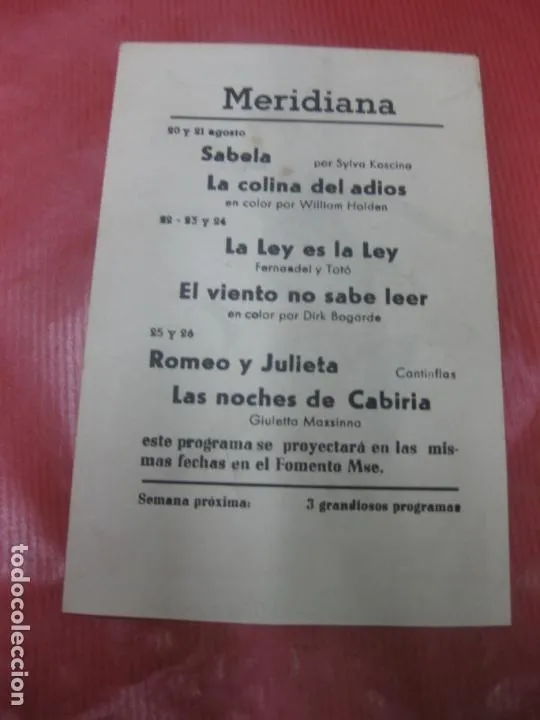 Meridiana
20 y 21 agosto
Sabela por Sylva Koscina
La colina del adios
en color por William Holden
22 - 23 y 24
La Ley es la Ley
Fernandel y Totó
El viento no sabe leer
en color por Dirk Bogarde
25 y 26
Romeo y Julieta Cantinflas
Las noches de Cabiria
Giuletta Massinna
este programa se proyectará en las mis-
mas fechas en el Fomento Mse.
Semana próxima: 3 grandiosos programas
todocoleccion.net